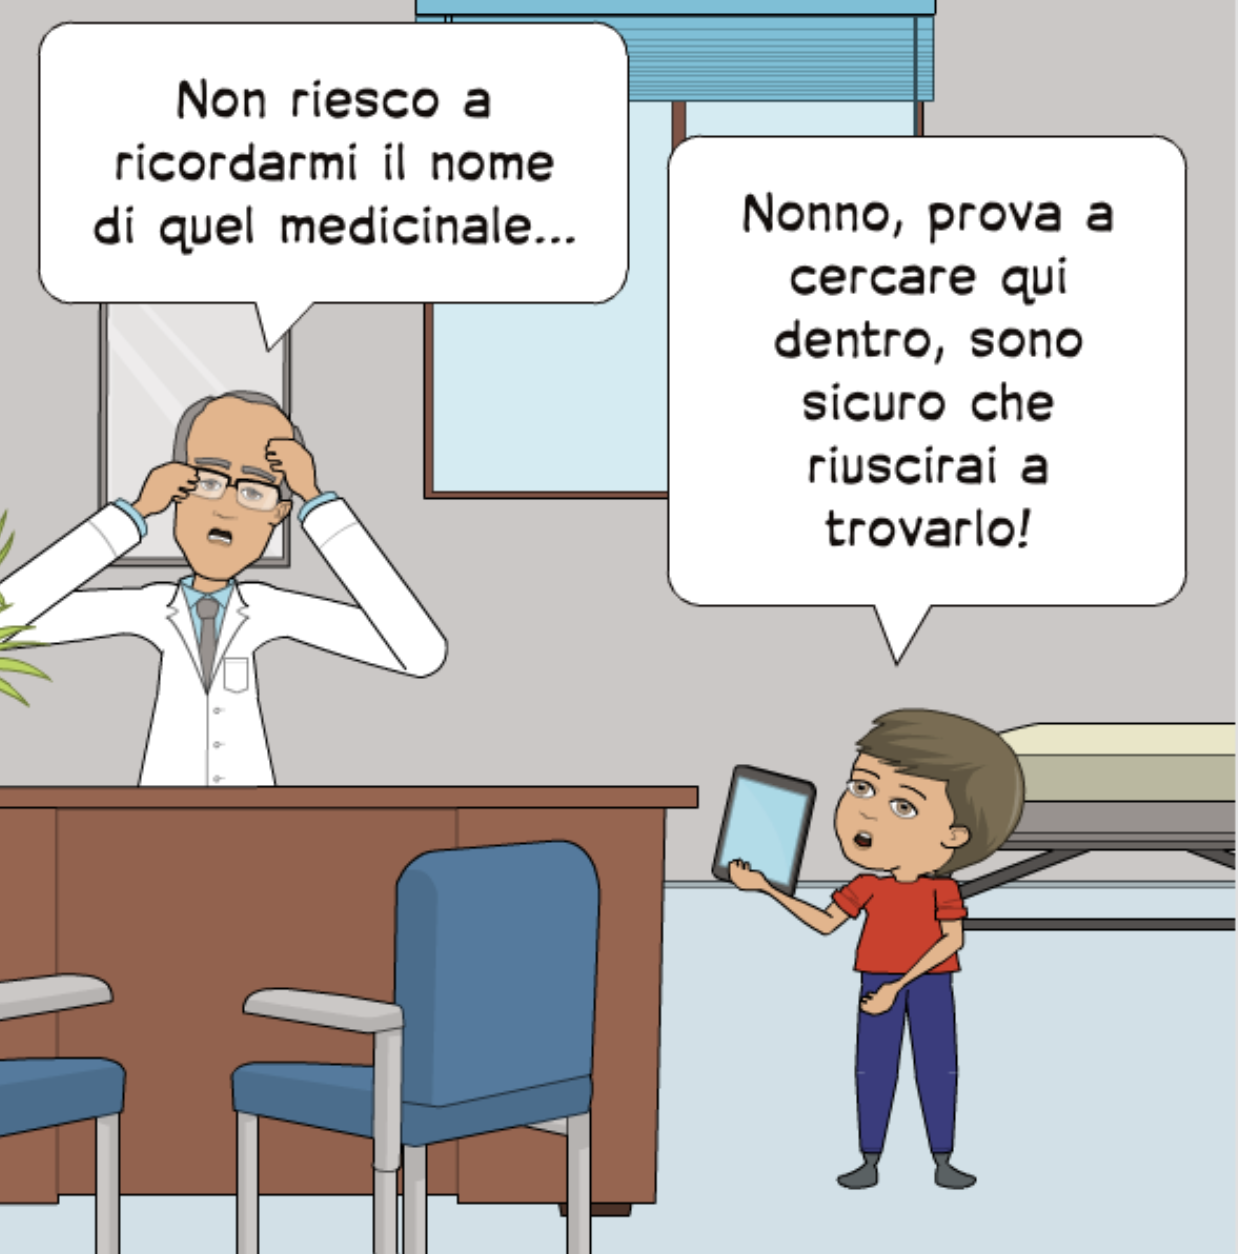 Non riesco a
ricordarmi il nome
di quel medicinale...
Nonno, prova a
cercare qui
dentro, sono
sicuro che
riuscirai a
trovarlo!